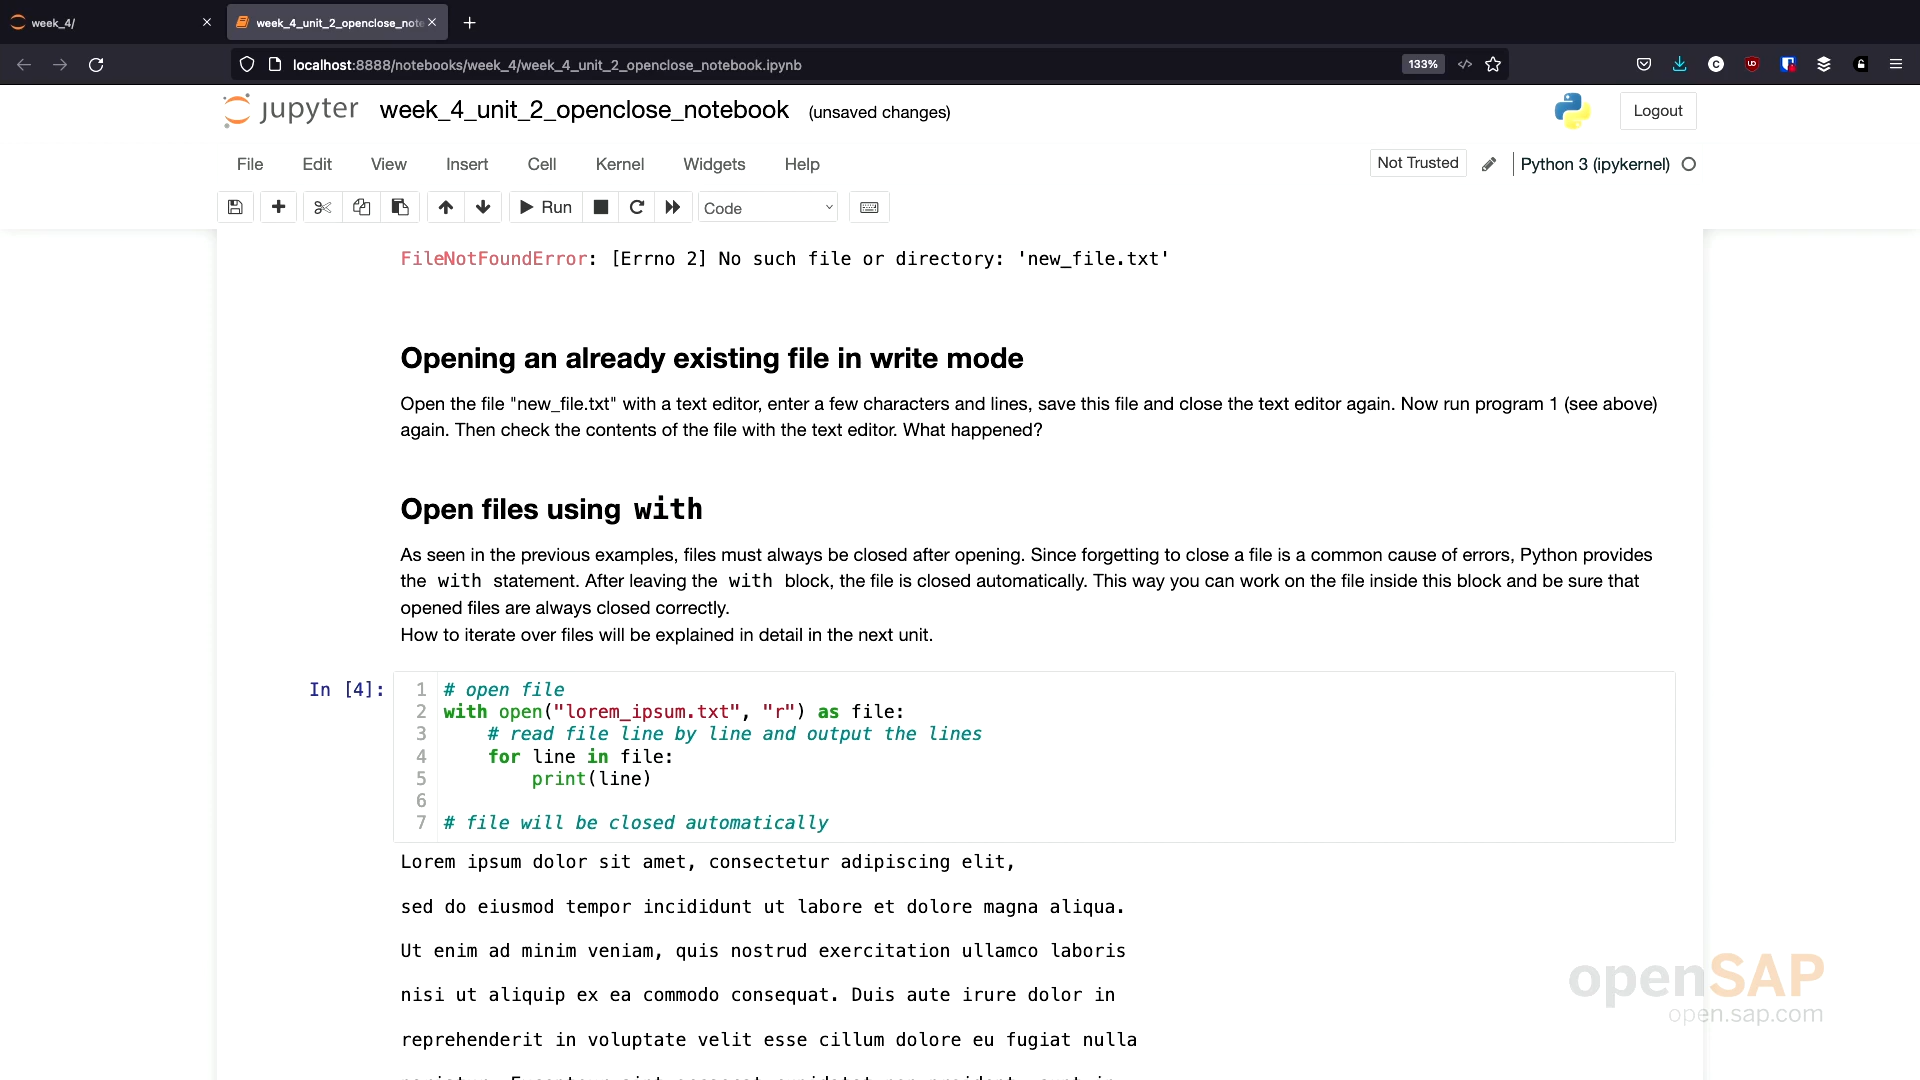 week_4/
week_4_unit_2_openclose_note
localhost:8888/notebooks/week_4/week_4_unit_2_openclose_notebook.ipynb
133%
jupyter week_4_unit_2_openclose_notebook (unsaved changes)
Logout
File Edit View Insert Cell Kernel Widgets Help
Not Trusted
Python 3 (ipykernel)
Run
Code
FileNotFoundError: [Errno 2] No such file or directory: 'new_file.txt'
Opening an already existing file in write mode
Open the file "new_file.txt" with a text editor, enter a few characters and lines, save this file and close the text editor again. Now run program 1 (see above)
again. Then check the contents of the file with the text editor. What happened?
Open files using with
As seen in the previous examples, files must always be closed after opening. Since forgetting to close a file is a common cause of errors, Python provides
the with statement. After leaving the with block, the file is closed automatically. This way you can work on the file inside this block and be sure that
opened files are always closed correctly.
How to iterate over files will be explained in detail in the next unit.
In [4]:
1 # open file
2 with open("lorem_ipsum.txt", "r") as file:
3     # read file line by line and output the lines
4     for line in file:
5         print(line)
6
7 # file will be closed automatically
Lorem ipsum dolor sit amet, consectetur adipiscing elit,
sed do eiusmod tempor incididunt ut labore et dolore magna aliqua.
Ut enim ad minim veniam, quis nostrud exercitation ullamco laboris
nisi ut aliquip ex ea commodo consequat. Duis aute irure dolor in
reprehenderit in voluptate velit esse cillum dolore eu fugiat nulla
openSAP
open.sap.com